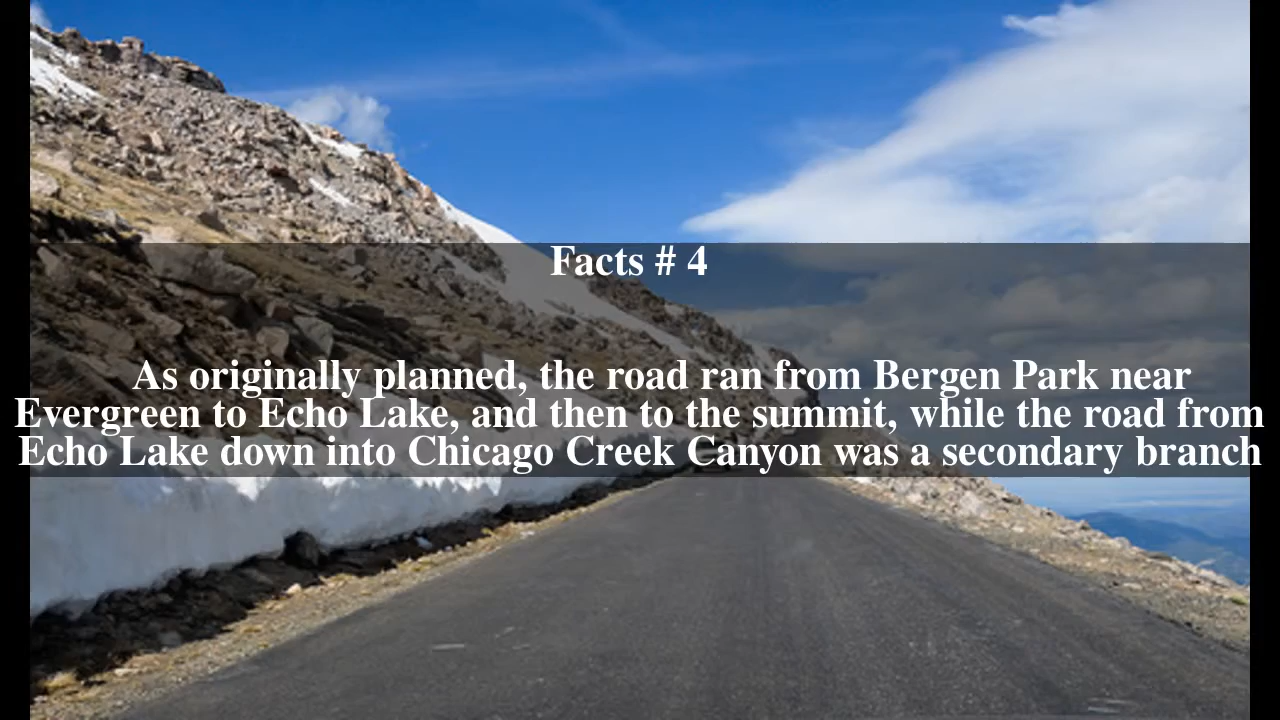 Facts # 4
As originally planned, the road ran from Bergen Park near
Evergreen to Echo Lake, and then to the summit, while the road from
Echo Lake down into Chicago Creek Canyon was a secondary branch